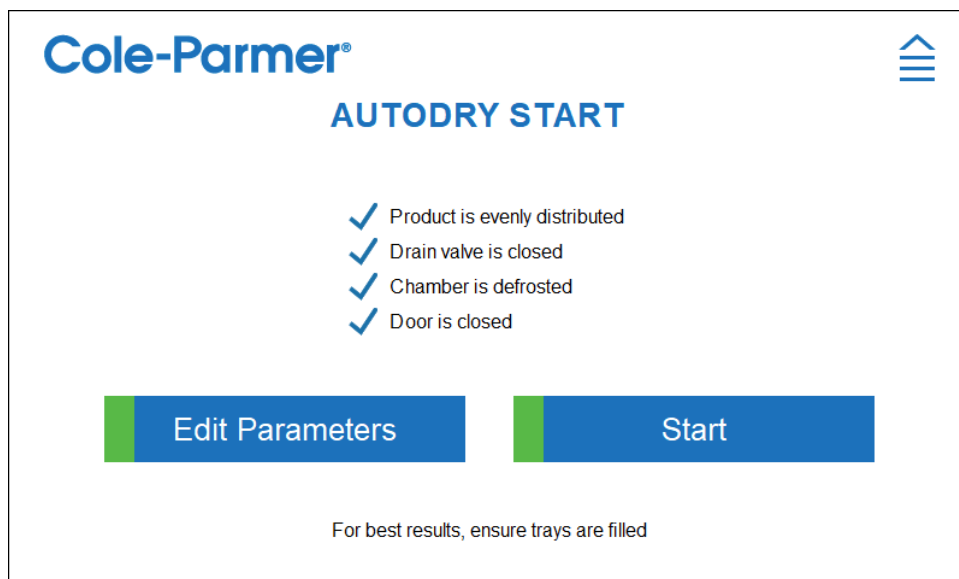 Cole-Parmer®
AUTODRY START
Product is evenly distributed
Drain valve is closed
Chamber is defrosted
Door is closed
Edit Parameters
Start
For best results, ensure trays are filled